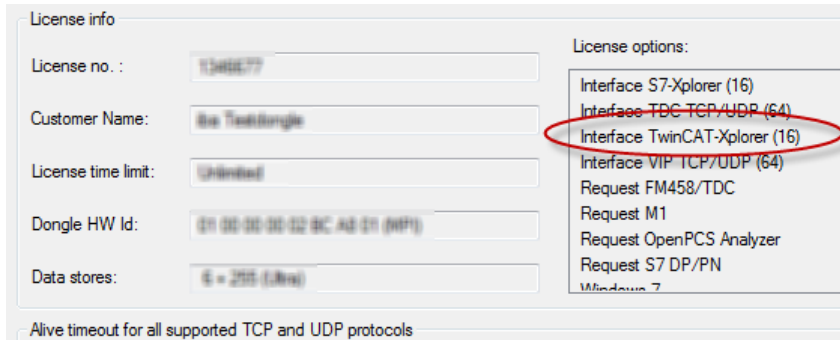 License info
License no. :
Customer Name:
License time limit:
Dongle HW Id:
Data stores:
License options:
Interface S7-Xplorer (16)
Interface TDC TCP/UDP (64)
Interface TwinCAT-Xplorer (16)
Interface VIP TCP/UDP (64)
Request FM458/TDC
Request M1
Request OpenPCS Analyzer
Request S7 DP/PN
Windows 7
Alive timeout for all supported TCP and UDP protocols